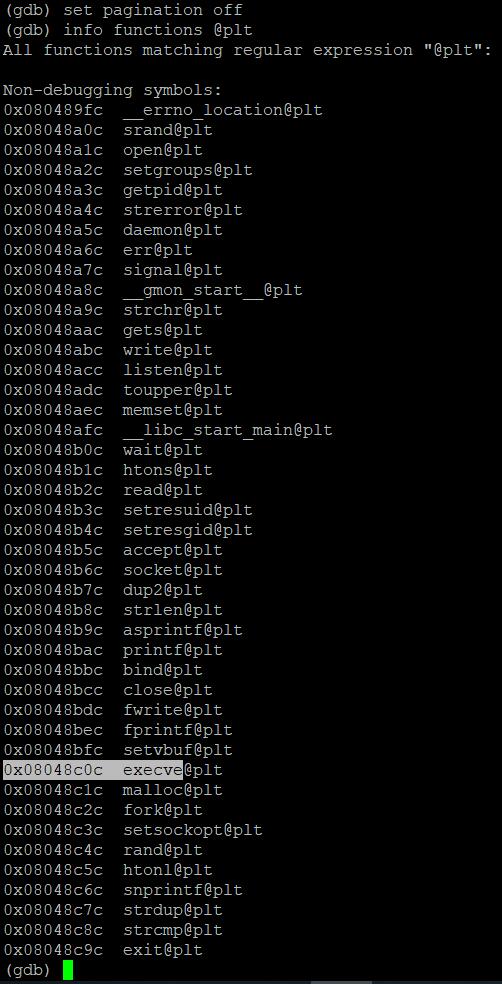 (gdb) set pagination off
(gdb) info functions @plt
All functions matching regular expression "@plt":

Non-debugging symbols:
0x080489fc  __errno_location@plt
0x08048a0c  srand@plt
0x08048a1c  open@plt
0x08048a2c  setgroups@plt
0x08048a3c  getpid@plt
0x08048a4c  strerror@plt
0x08048a5c  daemon@plt
0x08048a6c  err@plt
0x08048a7c  signal@plt
0x08048a8c  __gmon_start__@plt
0x08048a9c  strchr@plt
0x08048aac  gets@plt
0x08048abc  write@plt
0x08048acc  listen@plt
0x08048adc  toupper@plt
0x08048aec  memset@plt
0x08048afc  __libc_start_main@plt
0x08048b0c  wait@plt
0x08048b1c  htons@plt
0x08048b2c  read@plt
0x08048b3c  setresuid@plt
0x08048b4c  setresgid@plt
0x08048b5c  accept@plt
0x08048b6c  socket@plt
0x08048b7c  dup2@plt
0x08048b8c  strlen@plt
0x08048b9c  asprintf@plt
0x08048bac  printf@plt
0x08048bbc  bind@plt
0x08048bcc  close@plt
0x08048bdc  fwrite@plt
0x08048bec  fprintf@plt
0x08048bfc  setvbuf@plt
0x08048c0c  execve@plt
0x08048c1c  malloc@plt
0x08048c2c  fork@plt
0x08048c3c  setsockopt@plt
0x08048c4c  rand@plt
0x08048c5c  htonl@plt
0x08048c6c  snprintf@plt
0x08048c7c  strdup@plt
0x08048c8c  strcmp@plt
0x08048c9c  exit@plt
(gdb)